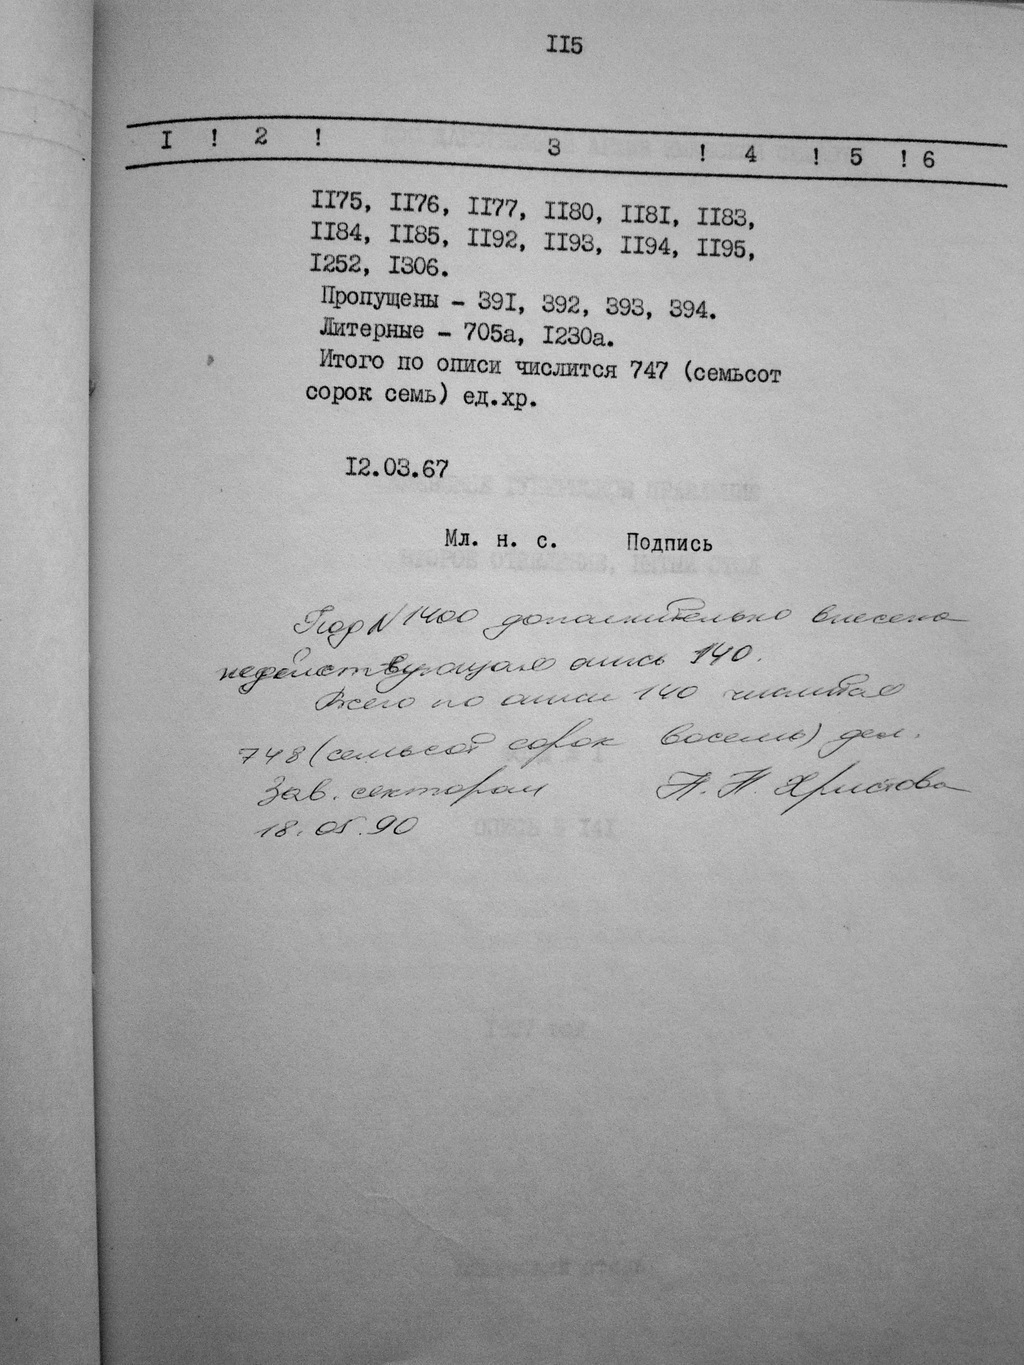 II5
I ! 2 ! 3 ! 4 ! 5 ! 6
II75, II76, II77, II80, II8I, II83,
II84, II85, II92, II93, II94, II95,
I252, I306.
Пропущены - 39I, 392, 393, 394.
Литерные - 705а, I230а.
Итого по описи числится 747 (семьсот
сорок семь) ед.хр.
I2.03.67
Мл. н. с. Подпись
Под N 1400 дополнительно внесена
недействующая опись 140.
Всего по описи 140 числится
748 (семьсот сорок восемь) дел.
Зав. сектором Н. Н. Христова
18.05.90